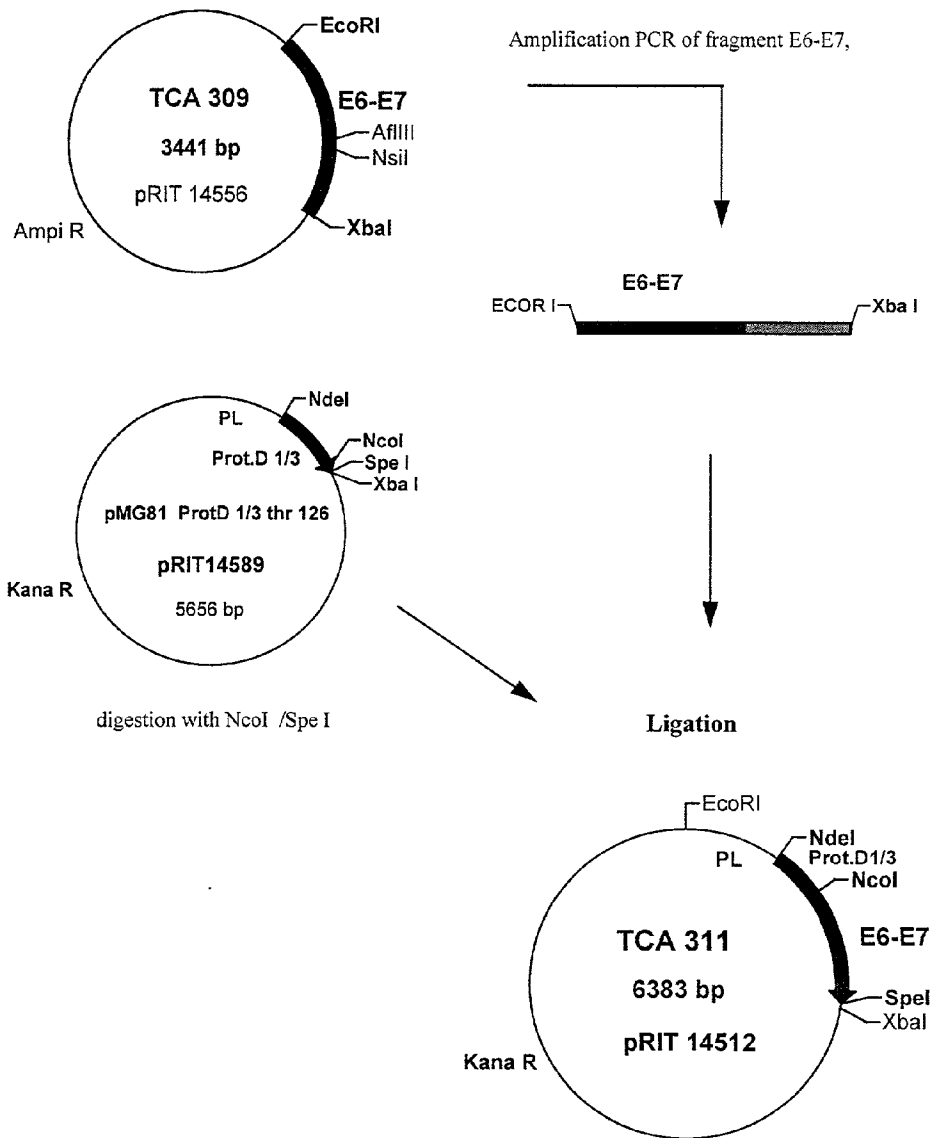 EcoRI
TCA 309
E6-E7
3441 bp
AflIII
NsiI
pRIT 14556
Ampi R
XbaI
Amplification PCR of fragment E6-E7,
E6-E7
ECOR I
Xba I
NdeI
PL
NcoI
Prot.D 1/3
Spe I
Xba I
pMG81 ProtD 1/3 thr 126
pRIT14589
Kana R
5656 bp
digestion with NcoI /Spe I
Ligation
EcoRI
NdeI
PL
Prot.D1/3
NcoI
TCA 311
E6-E7
6383 bp
SpeI
XbaI
pRIT 14512
Kana R